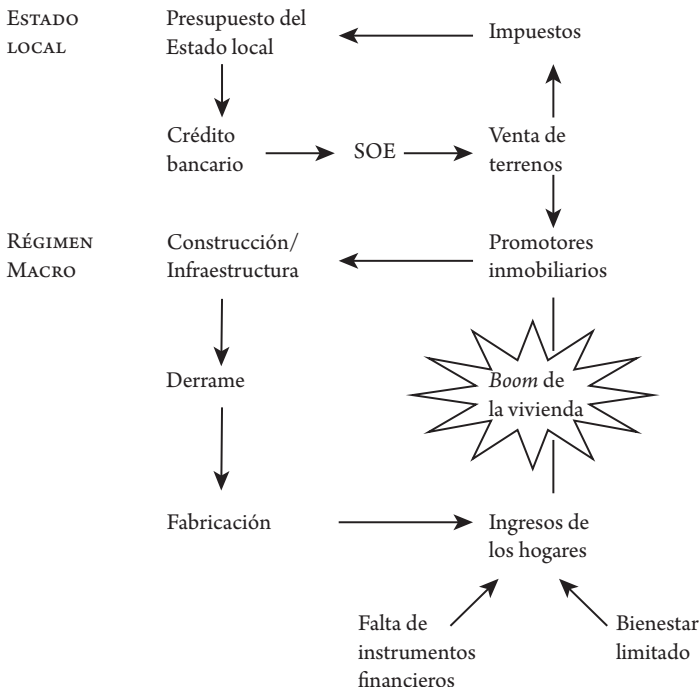 ESTADO
LOCAL
Presupuesto del
Estado local
Impuestos
Crédito
bancario
SOE
Venta de
terrenos
RÉGIMEN
MACRO
Construcción/
Infraestructura
Promotores
inmobiliarios
Derrame
Boom de
la vivienda
Fabricación
Ingresos de
los hogares
Falta de
instrumentos
financieros
Bienestar
limitado